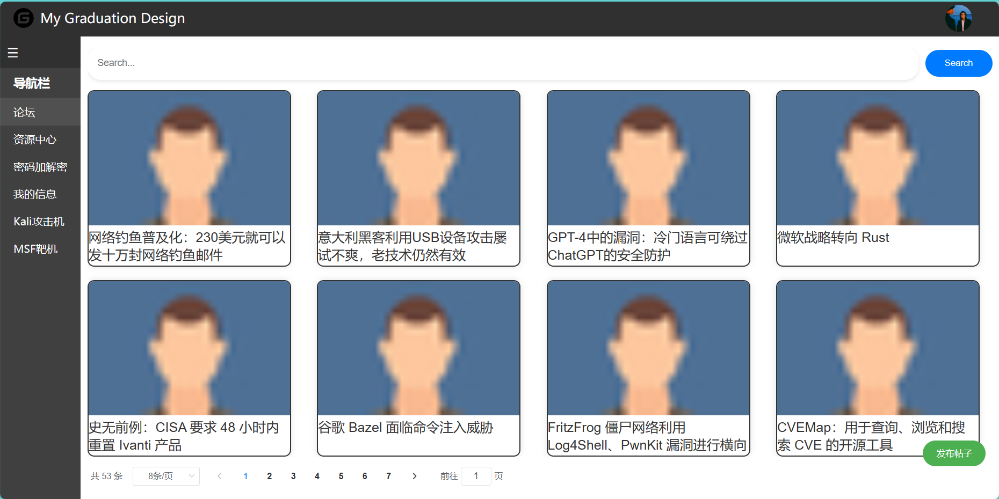 My Graduation Design
☰
Search...
Search
导航栏
论坛
资源中心
密码加解密
我的信息
Kali攻击机
MSF靶机
网络钓鱼普及化：230美元就可以
发十万封网络钓鱼邮件
意大利黑客利用USB设备攻击屡
试不爽，老技术仍然有效
GPT-4中的漏洞：冷门语言可绕过
ChatGPT的安全防护
微软战略转向 Rust
史无前例：CISA 要求 48 小时内
重置 Ivanti 产品
谷歌 Bazel 面临命令注入威胁
FritzFrog 僵尸网络利用
Log4Shell、PwnKit 漏洞进行横向
CVEMap：用于查询、浏览和搜
索 CVE 的开源工具
发布帖子
共 53 条 8条/页 1 2 3 4 5 6 7 前往 1 页